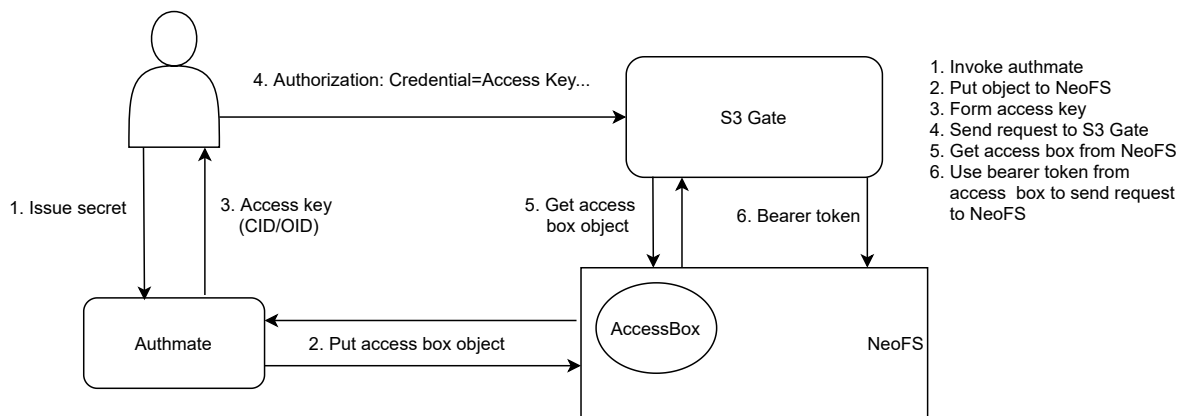 4. Authorization: Credential=Access Key...
S3 Gate
1. Invoke authmate
2. Put object to NeoFS
3. Form access key
4. Send request to S3 Gate
5. Get access box from NeoFS
6. Use bearer token from
access box to send request
to NeoFS
1. Issue secret
3. Access key
(CID/OID)
5. Get access
box object
6. Bearer token
Authmate
2. Put access box object
AccessBox
NeoFS